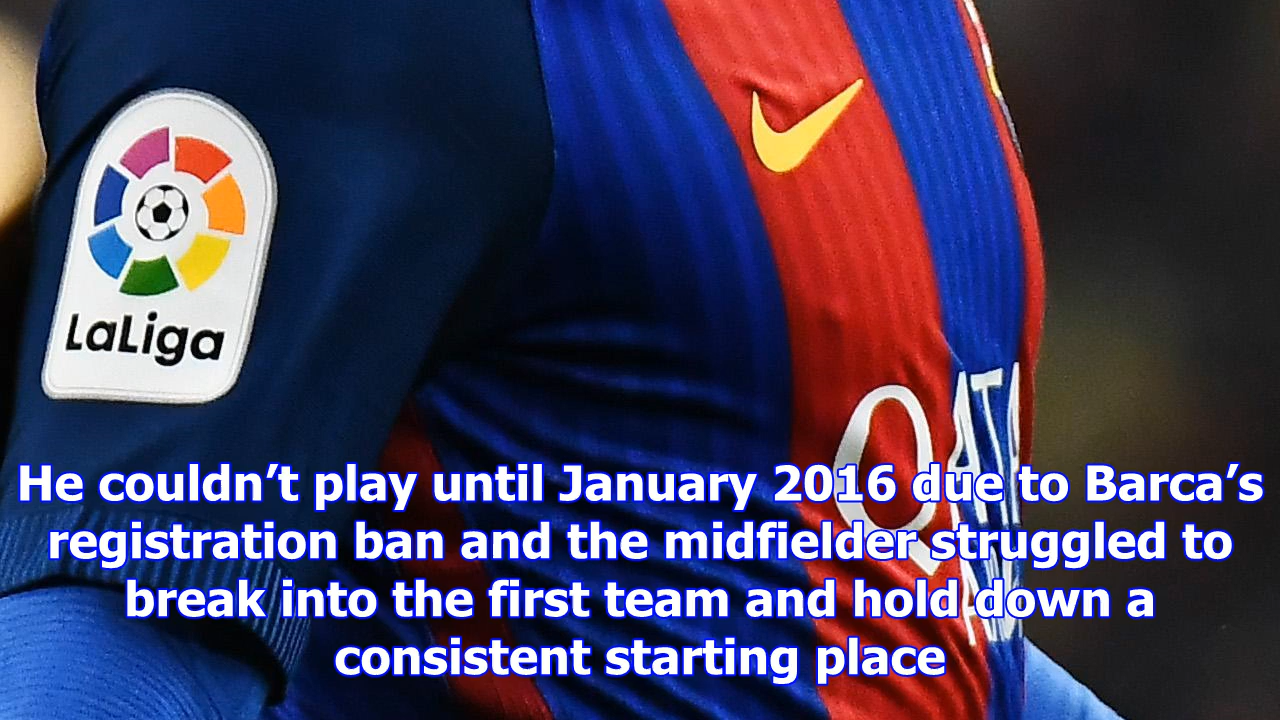 LaLiga
QATA
He couldn’t play until January 2016 due to Barca’s
registration ban and the midfielder struggled to
break into the first team and hold down a
consistent starting place